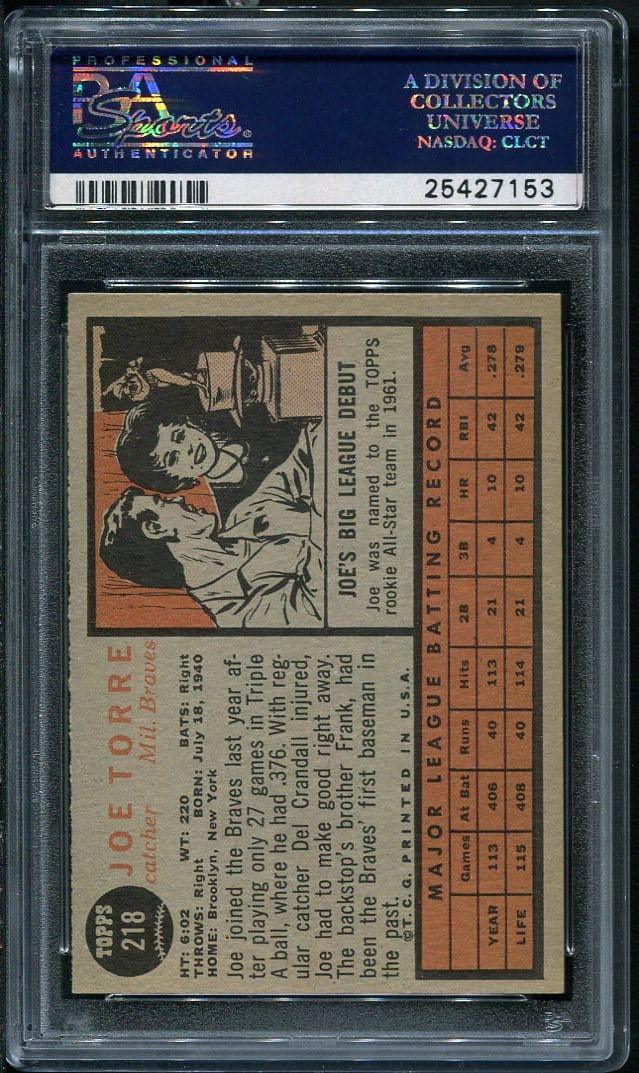 PROFESSIONAL
PSA
Sports®
AUTHENTICATOR
A DIVISION OF
COLLECTORS
UNIVERSE
NASDAQ: CLCT
25427153
TOPPS
218
JOE TORRE
catcher Mil. Braves
HT: 6:02 WT: 220 BATS: Right
THROWS: Right BORN: July 18, 1940
HOME: Brooklyn, New York
Joe joined the Braves last year af-
ter playing only 27 games in Triple
A ball, where he had .376. With reg-
ular catcher Del Crandall injured,
Joe had to make good right away.
The backstop's brother Frank, had
been the Braves' first baseman in
the past.
©T.C.G. PRINTED IN U.S.A.
JOE'S BIG LEAGUE DEBUT
Joe was named to the TOPPS
rookie All-Star team in 1961.
MAJOR LEAGUE BATTING RECORD
Games At Bat Runs Hits 2B 3B HR RBI Avg
YEAR 113 406 40 113 21 4 10 42 .278
LIFE 115 408 40 114 21 4 10 42 .279